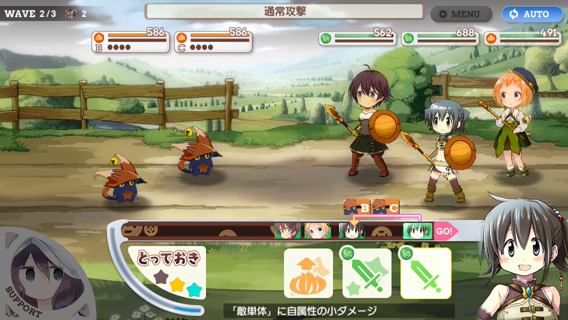 WAVE 2/3 2
通常攻撃
MENU
AUTO
586
B
586
C
562
688
491
B C
GO!
とっておき
SUPPORT
「敵単体」に自属性の小ダメージ